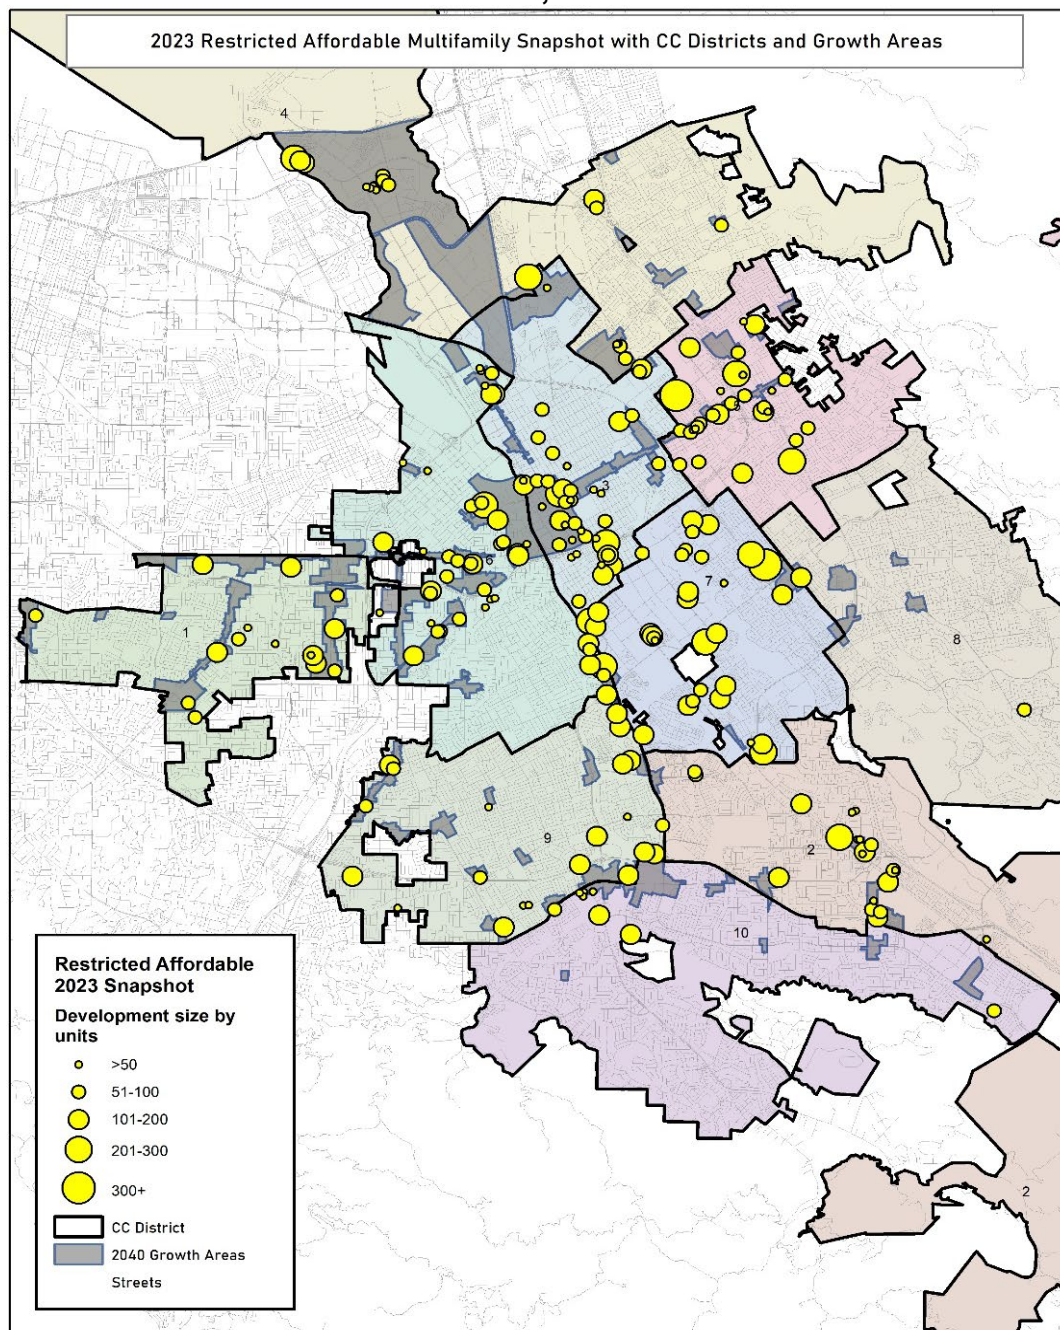 2023 Restricted Affordable Multifamily Snapshot with CC Districts and Growth Areas
4
5
3
6
7
1
8
9
2
10
2
Restricted Affordable
2023 Snapshot
Development size by
units
>50
51-100
101-200
201-300
300+
CC District
2040 Growth Areas
Streets